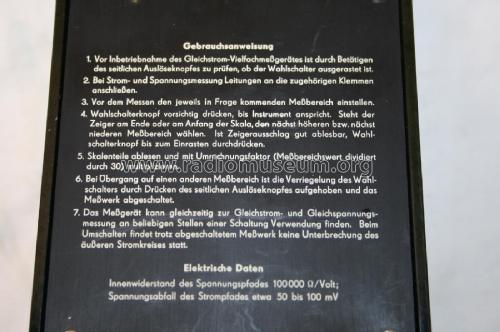 Gebrauchsanweisung
1. Vor Inbetriebnahme des Gleichstrom-Vielfachmeßgerätes ist durch Betätigen
des seitlichen Auslöseknopfes zu prüfen, ob der Wahlschalter ausgerastet ist.
2. Bei Strom- und Spannungsmessung Leitungen an die zugehörigen Klemmen
anschließen.
3. Vor dem Messen den jeweils in Frage kommenden Meßbereich einstellen.
4. Wahlschalterknopf vorsichtig drücken, bis Instrument anspricht. Steht der
Zeiger am Ende oder am Anfang der Skala, den nächst höheren bzw. nächst
niederen Meßbereich wählen. Ist Zeigerausschlag gut ablesbar, Wahl-
schalterknopf bis zum Einrasten durchdrücken.
5. Skalenteile ablesen und mit Umrechnungsfaktor (Meßbereichswert dividiert
durch 30)
www.radiomuseum.org
6. Bei Übergang auf einen anderen Meßbereich ist die Verriegelung des Wahl-
schalters durch Drücken des seitlichen Auslöseknopfes aufgehoben und das
Meßwerk abgeschaltet.
7. Das Meßgerät kann gleichzeitig zur Gleichstrom- und Gleichspannungs-
messung an beliebigen Stellen einer Schaltung Verwendung finden. Beim
Umschalten findet trotz abgeschaltetem Meßwerk keine Unterbrechung des
äußeren Stromkreises statt.
Elektrische Daten
Innenwiderstand des Spannungspfades 100000 Ω/Volt;
Spannungsabfall des Strompfades etwa 50 bis 100 mV